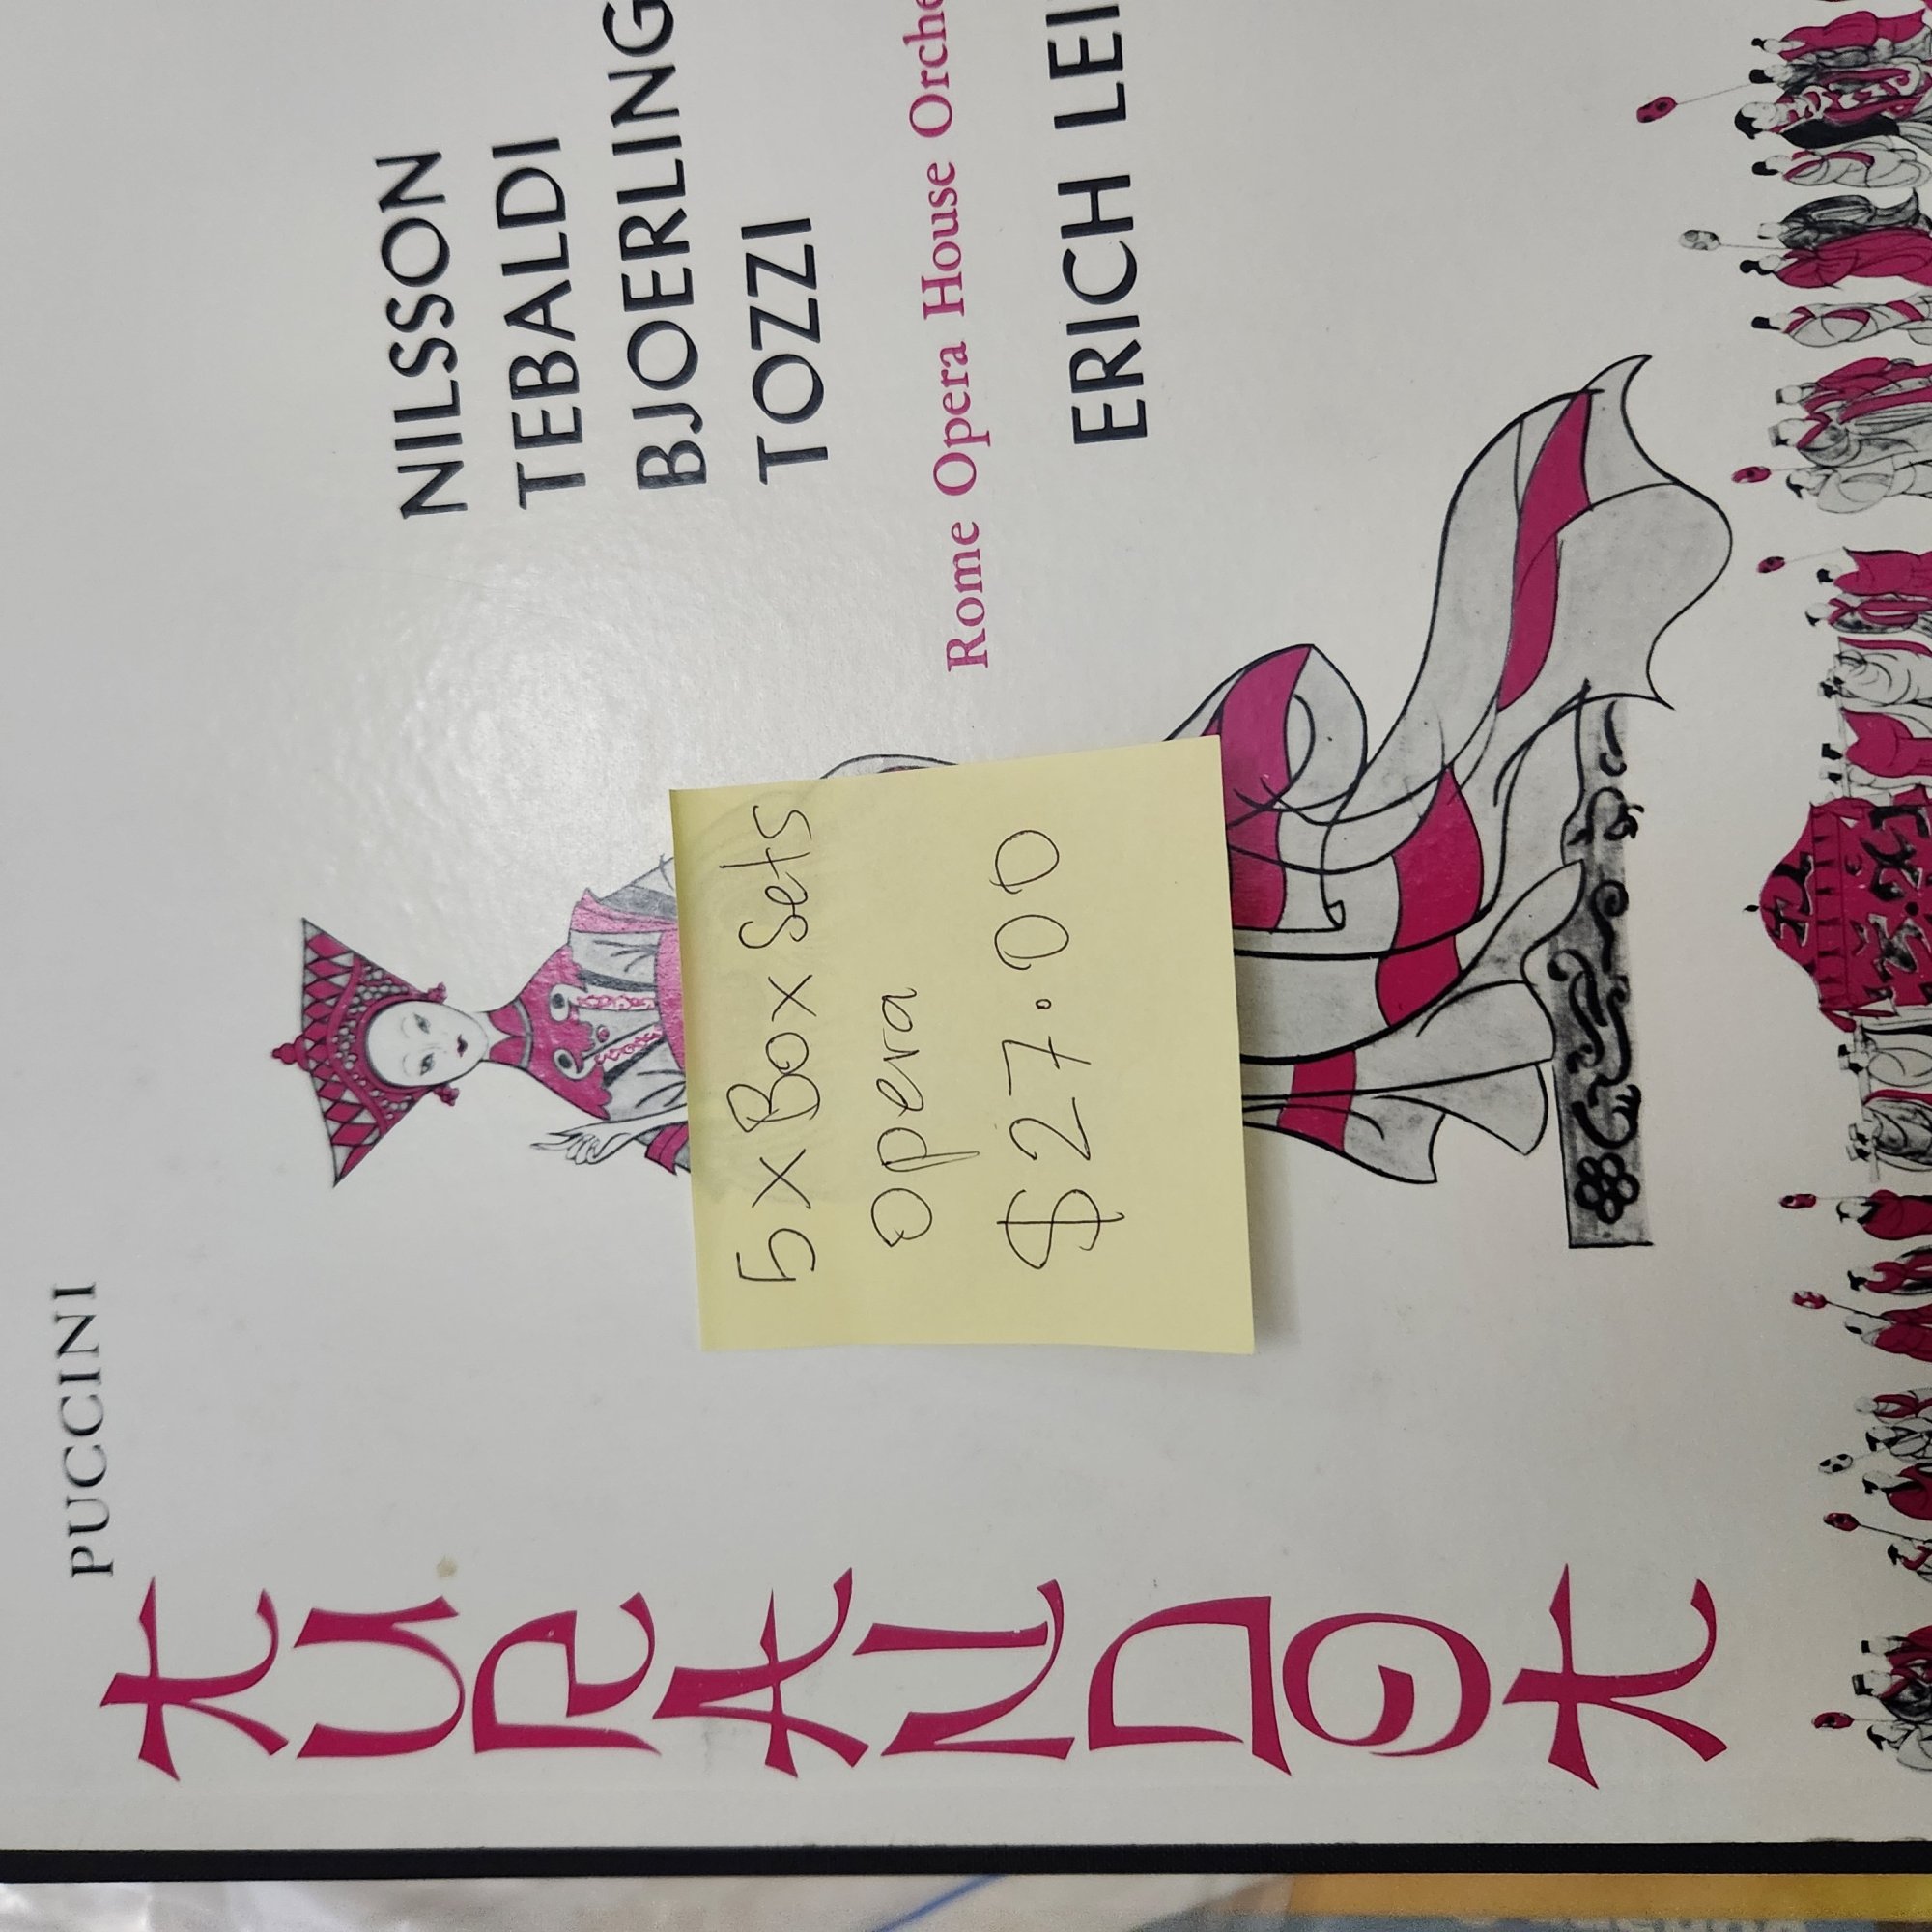 PUCCINI
TURANDOT
NILSSON
TEBALDI
BJOERLING
TOZZI
Rome Opera House Orche
ERICH LEI
5 x Box Sets
Opera
$27.00